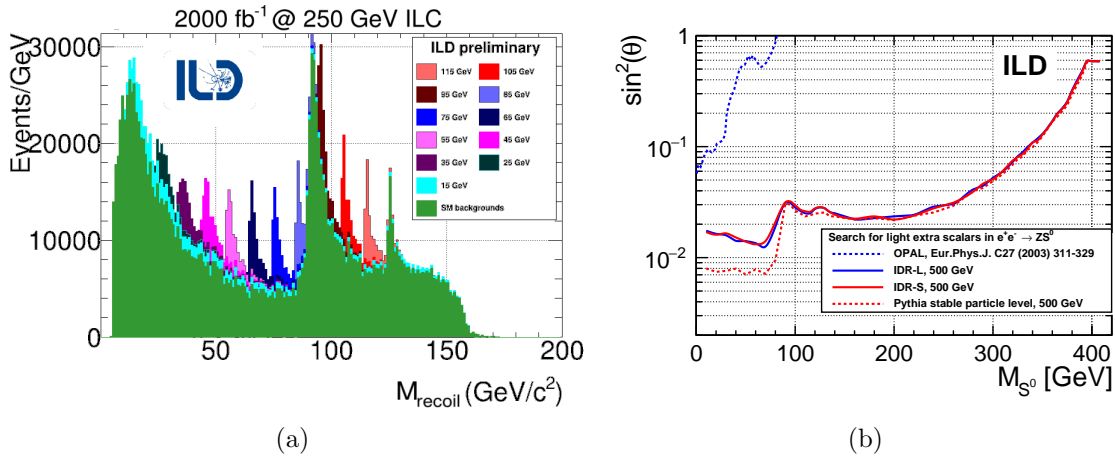 2000 fb⁻¹ @ 250 GeV ILC
Events/GeV
30000
20000
10000
0
ILD
ILD preliminary
115 GeV 105 GeV
95 GeV 85 GeV
75 GeV 65 GeV
55 GeV 45 GeV
35 GeV 25 GeV
15 GeV
SM backgrounds
50 100 150 200
M_recoil (GeV/c²)
(a)
sin²(θ)
1
10⁻¹
10⁻²
ILD
Search for light extra scalars in e⁺e⁻ → ZS⁰
OPAL, Eur.Phys.J. C27 (2003) 311-329
IDR-L, 500 GeV
IDR-S, 500 GeV
Pythia stable particle level, 500 GeV
0 100 200 300 400
M_S⁰ [GeV]
(b)